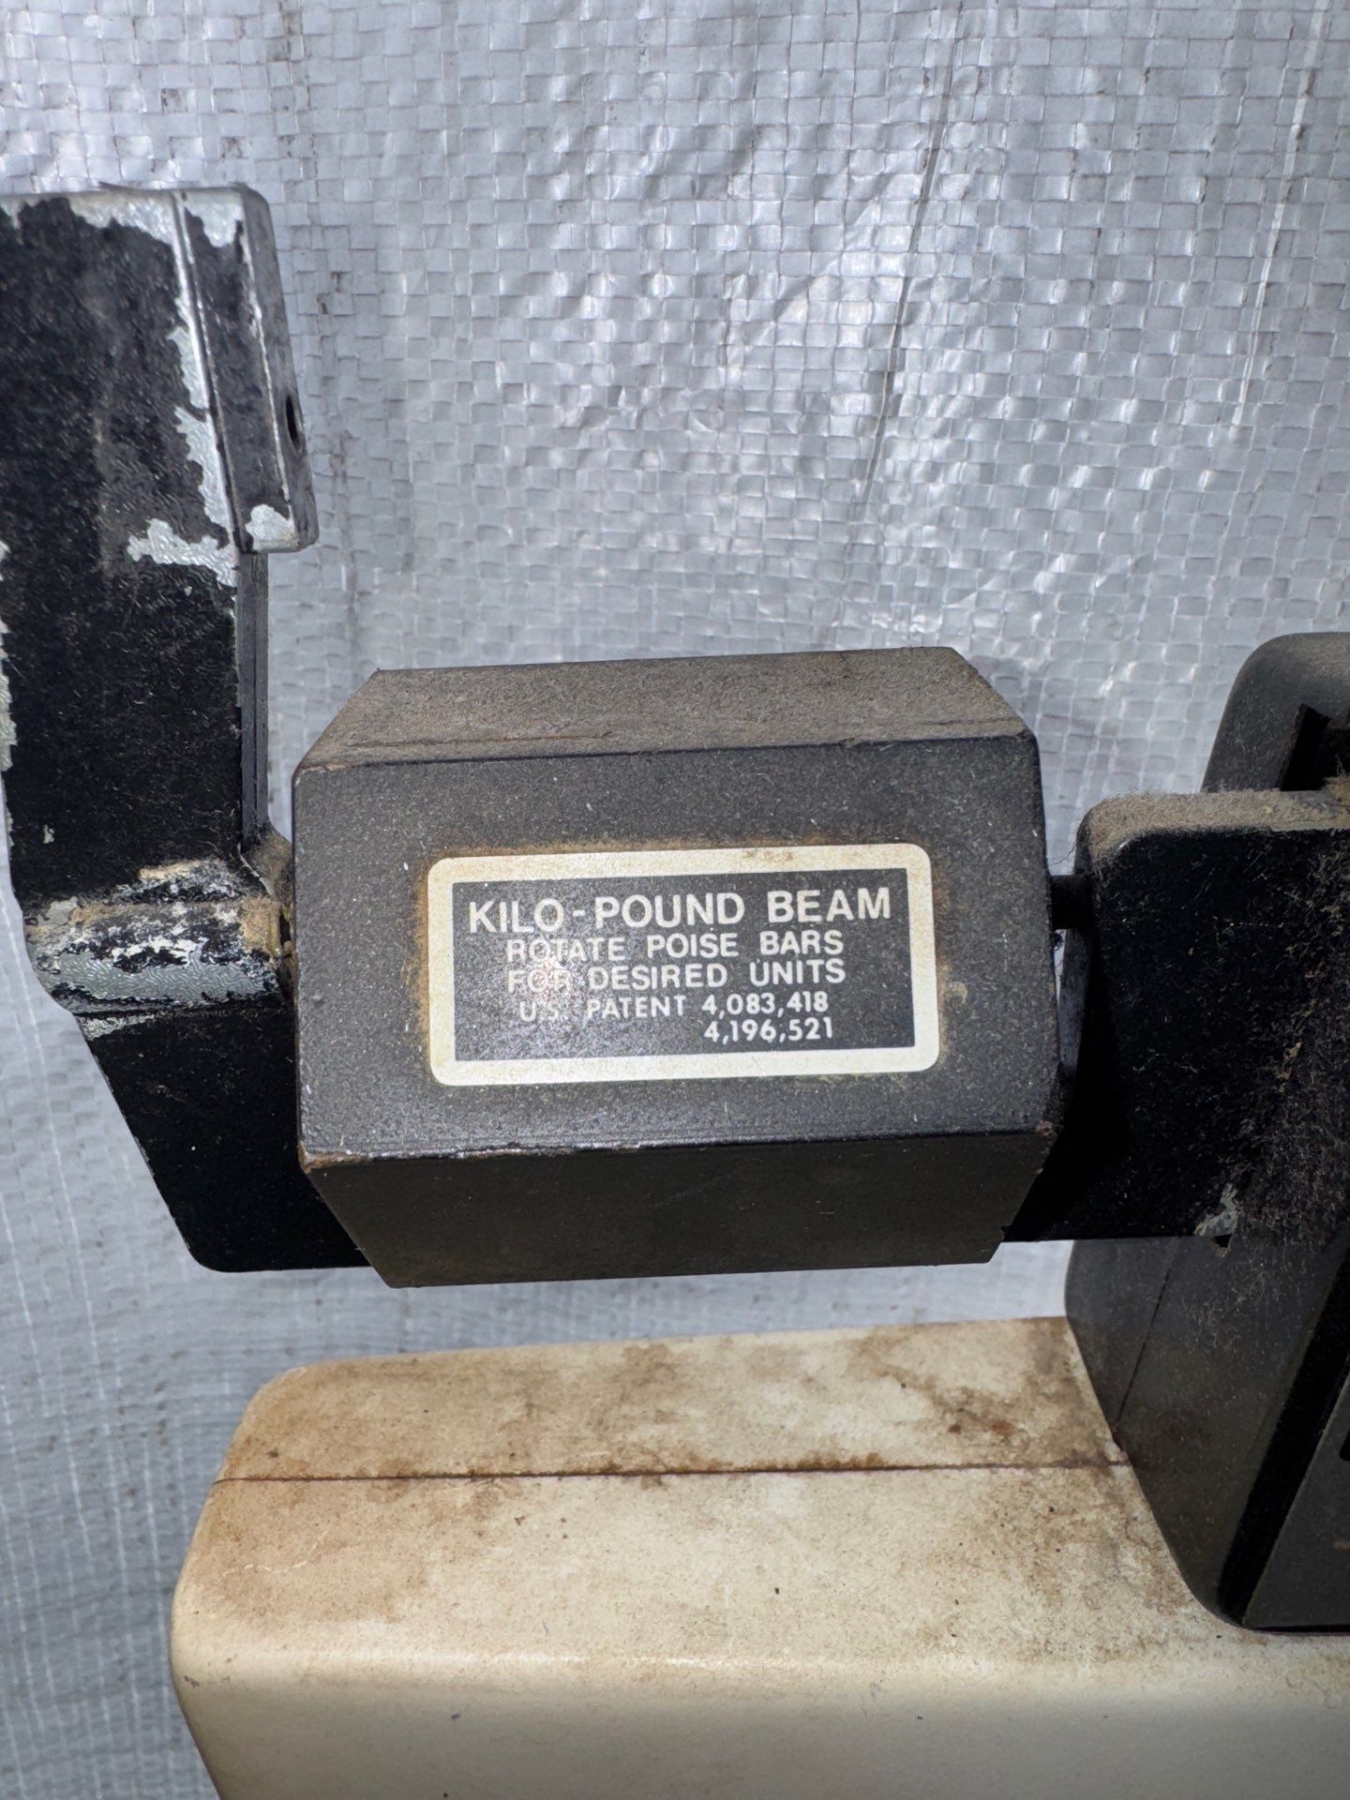 KILO-POUND BEAM
ROTATE POISE BARS
FOR DESIRED UNITS
U.S. PATENT 4,083,418
4,196,521